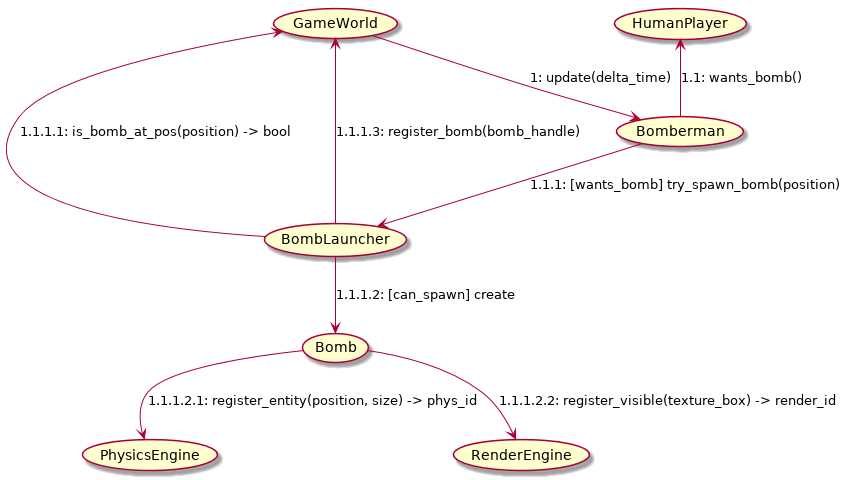 GameWorld
HumanPlayer
1: update(delta_time)
1.1: wants_bomb()
1.1.1.1: is_bomb_at_pos(position) -> bool
1.1.1.3: register_bomb(bomb_handle)
Bomberman
1.1.1: [wants_bomb] try_spawn_bomb(position)
BombLauncher
1.1.1.2: [can_spawn] create
Bomb
1.1.1.2.1: register_entity(position, size) -> phys_id
1.1.1.2.2: register_visible(texture_box) -> render_id
PhysicsEngine
RenderEngine